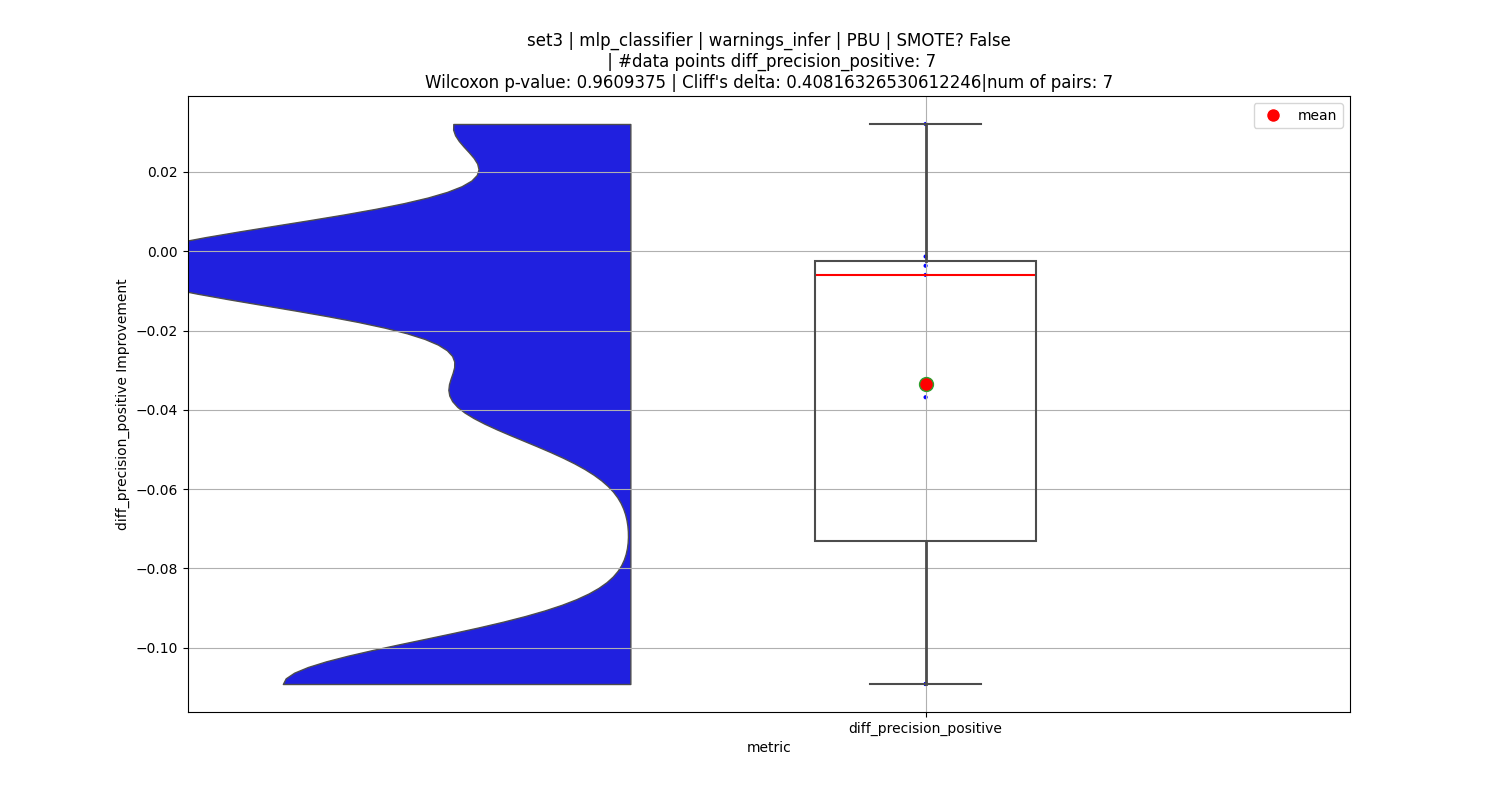 set3 | mlp_classifier | warnings_infer | PBU | SMOTE? False
| #data points diff_precision_positive: 7
Wilcoxon p-value: 0.9609375 | Cliff's delta: 0.40816326530612246|num of pairs: 7
mean
0.02
0.00
−0.02
−0.04
−0.06
−0.08
−0.10
diff_precision_positive Improvement
diff_precision_positive
metric